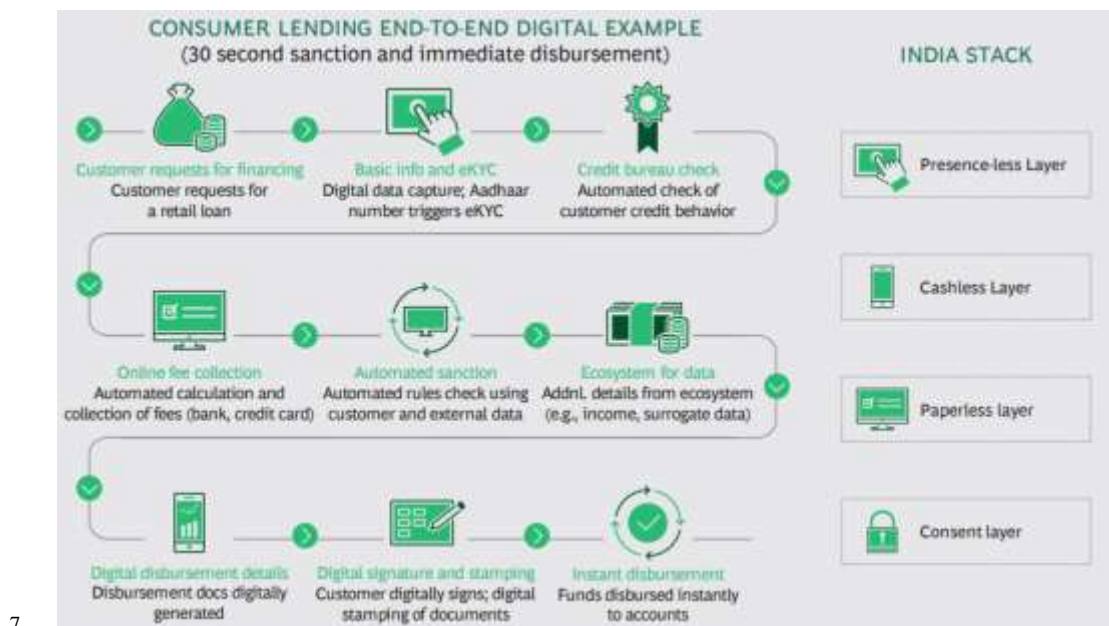 CONSUMER LENDING END-TO-END DIGITAL EXAMPLE
(30 second sanction and immediate disbursement)
INDIA STACK
Customer requests for financing
Customer requests for
a retail loan
Basic info and eKYC
Digital data capture; Aadhaar
number triggers eKYC
Credit bureau check
Automated check of
customer credit behavior
Presence-less Layer
Cashless Layer
Online fee collection
Automated calculation and
collection of fees (bank, credit card)
Automated sanction
Automated rules check using
customer and external data
Ecosystem for data
Addnl. details from ecosystem
(e.g., income, surrogate data)
Paperless layer
Digital disbursement details
Disbursement docs digitally
generated
Digital signature and stamping
Customer digitally signs; digital
stamping of documents
Instant disbursement
Funds disbursed instantly
to accounts
Consent layer
7